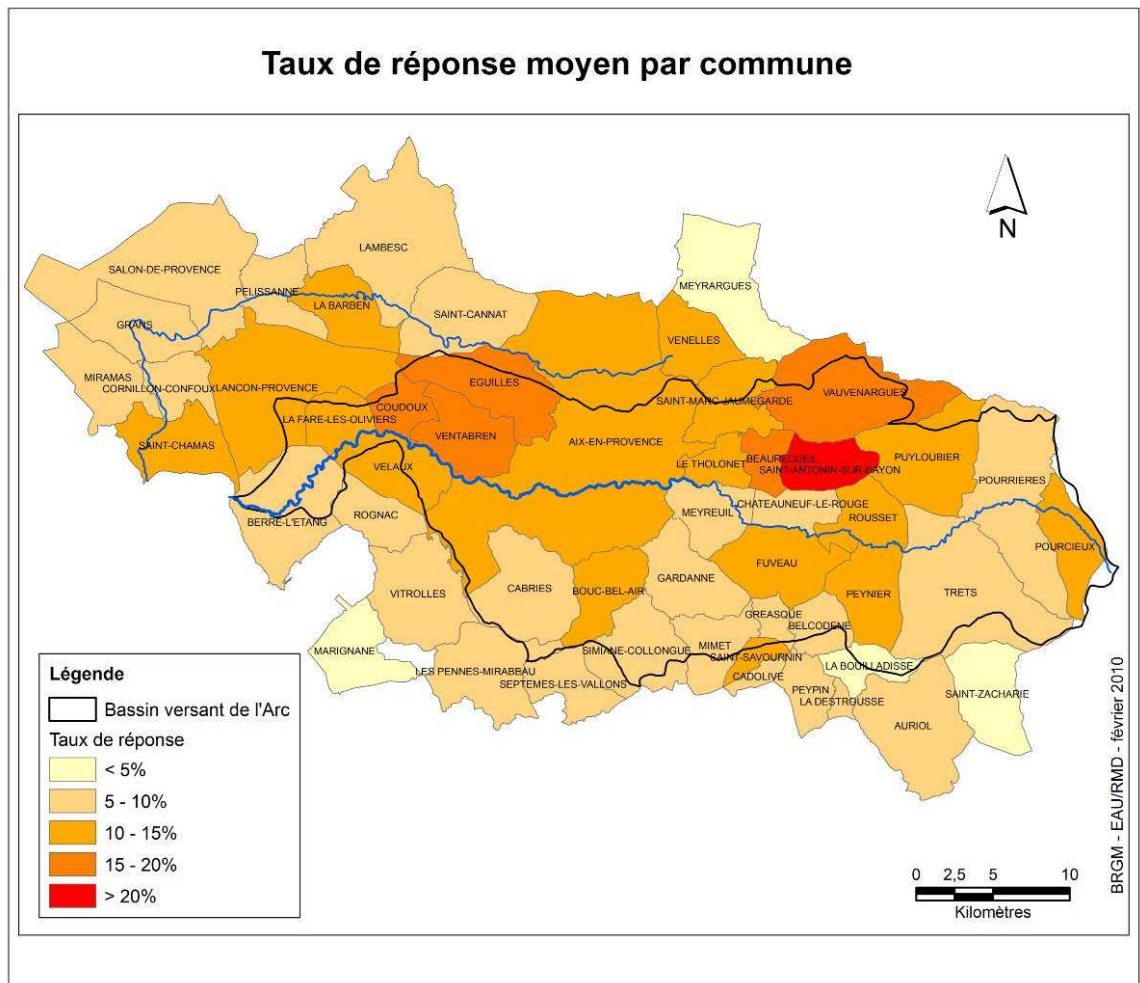 Taux de réponse moyen par commune
N
LAMBESC
SALON-DE-PROVENCE
MEYRARGUES
PELISSANNE
LA BARBEN
SAINT-CANNAT
GRANS
VENELLES
MIRAMAS
CORNILLON-CONFOUX
LANCON-PROVENCE
EGUILLES
VAUVENARGUES
SAINT-MARC-JAUMEGARDE
COUDOUX
LA FARE-LES-OLIVIERS
VENTABREN
AIX-EN-PROVENCE
SAINT-CHAMAS
LE THOLONET
BEAURECUEIL
SAINT-ANTONIN-SUR-BAYON
PUYLOUBIER
VELAUX
POURRIERES
CHATEAUNEUF-LE-ROUGE
MEYREUIL
ROUSSET
BERRE-L'ETANG
ROGNAC
POURCIEUX
FUVEAU
GARDANNE
CABRIES
BOUC-BEL-AIR
PEYNIER
TRETS
VITROLLES
GREASQUE
BELCODENE
MIMET
SIMIANE-COLLONGUE
SAINT-SAVOURNIN
MARIGNANE
LES PENNES-MIRABEAU
SEPTEMES-LES-VALLONS
CADOLIVE
LA BOUILLADISSE
PEYPIN
LA DESTROUSSE
SAINT-ZACHARIE
AURIOL
Légende
Bassin versant de l'Arc
Taux de réponse
< 5%
5 - 10%
10 - 15%
15 - 20%
> 20%
0 2,5 5 10
Kilomètres
BRGM - EAU/RMD - février 2010